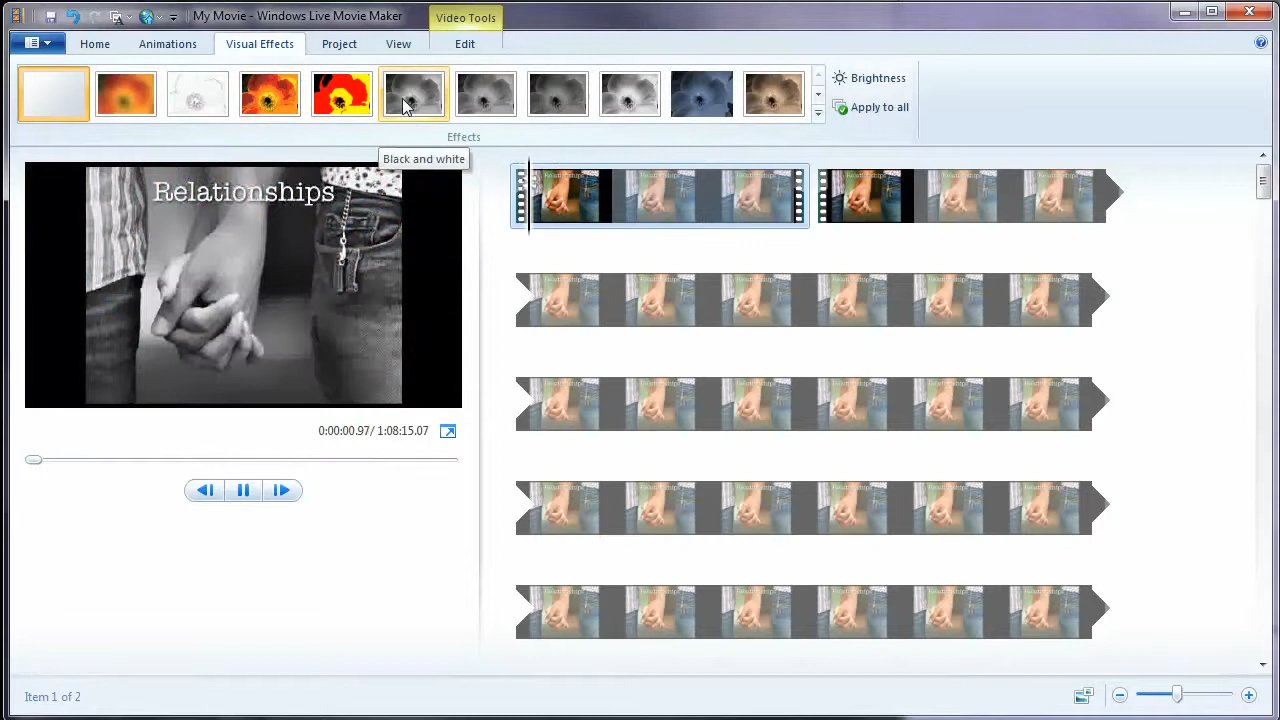 My Movie - Windows Live Movie Maker
Video Tools
Home
Animations
Visual Effects
Project
View
Edit
Brightness
Apply to all
Effects
Black and white
Relationships
0:00:00.97/ 1:08:15.07
Item 1 of 2